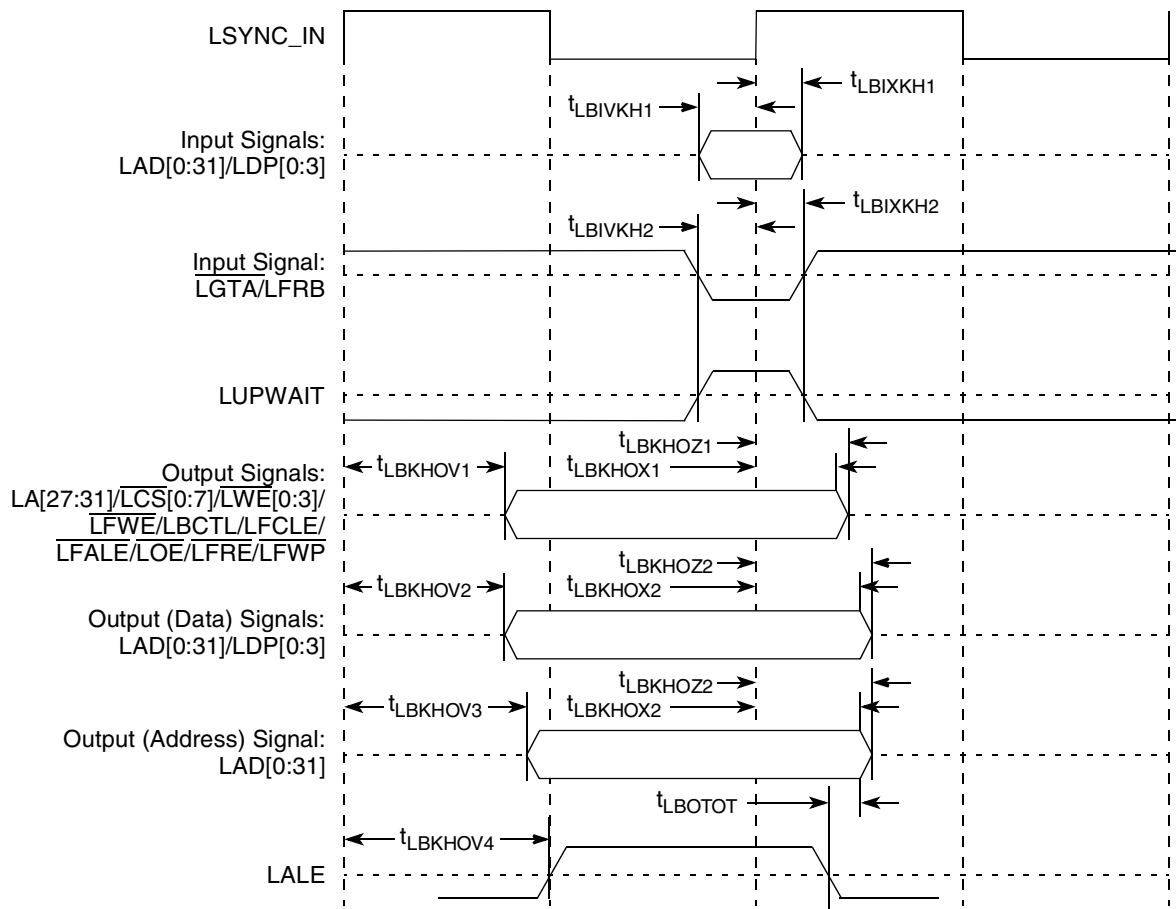 LSYNC_IN
tLBIXKH1
tLBIVKH1
Input Signals:
LAD[0:31]/LDP[0:3]
tLBIXKH2
tLBIVKH2
Input Signal:
LGTA/LFRB
LUPWAIT
tLBKHOZ1
tLBKHOV1
tLBKHOX1
Output Signals:
LA[27:31]/LCS[0:7]/LWE[0:3]/
LFWE/LBCTL/LFCLE/
LFALE/LOE/LFRE/LFWP
tLBKHOZ2
tLBKHOV2
tLBKHOX2
Output (Data) Signals:
LAD[0:31]/LDP[0:3]
tLBKHOZ2
tLBKHOV3
tLBKHOX2
Output (Address) Signal:
LAD[0:31]
tLBOTOT
tLBKHOV4
LALE